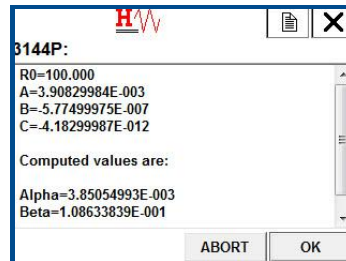 H
3144P:
R0=100.000
A=3.90829984E-003
B=-5.77499975E-007
C=-4.18299987E-012
Computed values are:
Alpha=3.85054993E-003
Beta=1.08633839E-001
ABORT
OK